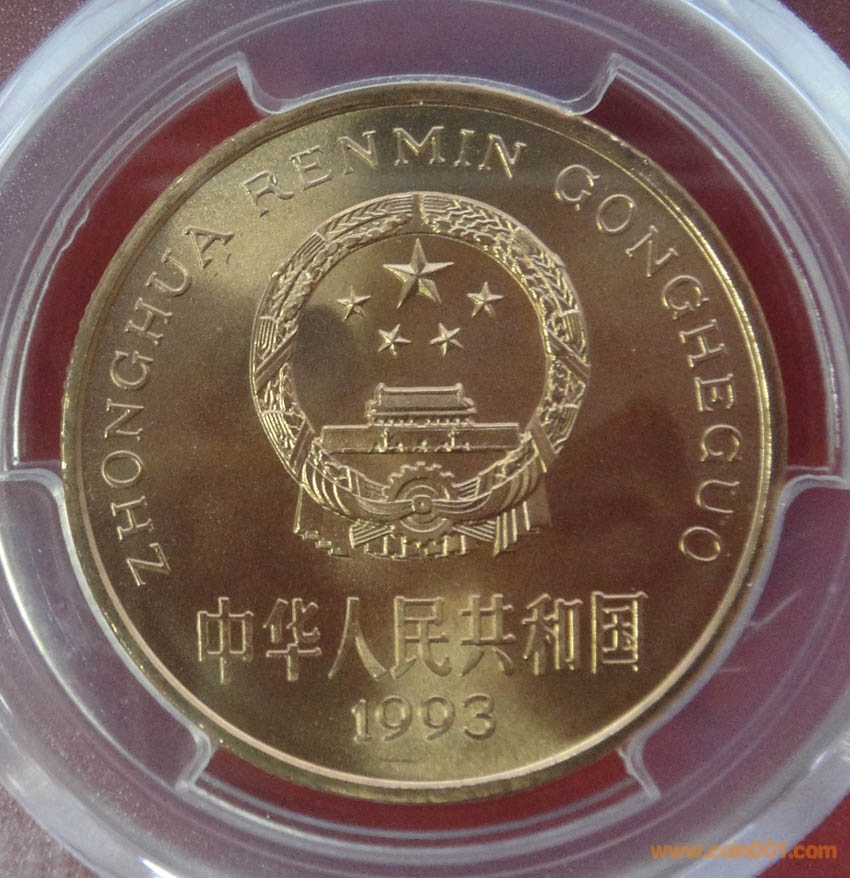 ZHONGHUA RENMIN GONGHEGUO
中华人民共和国
1993
www.coin001.com